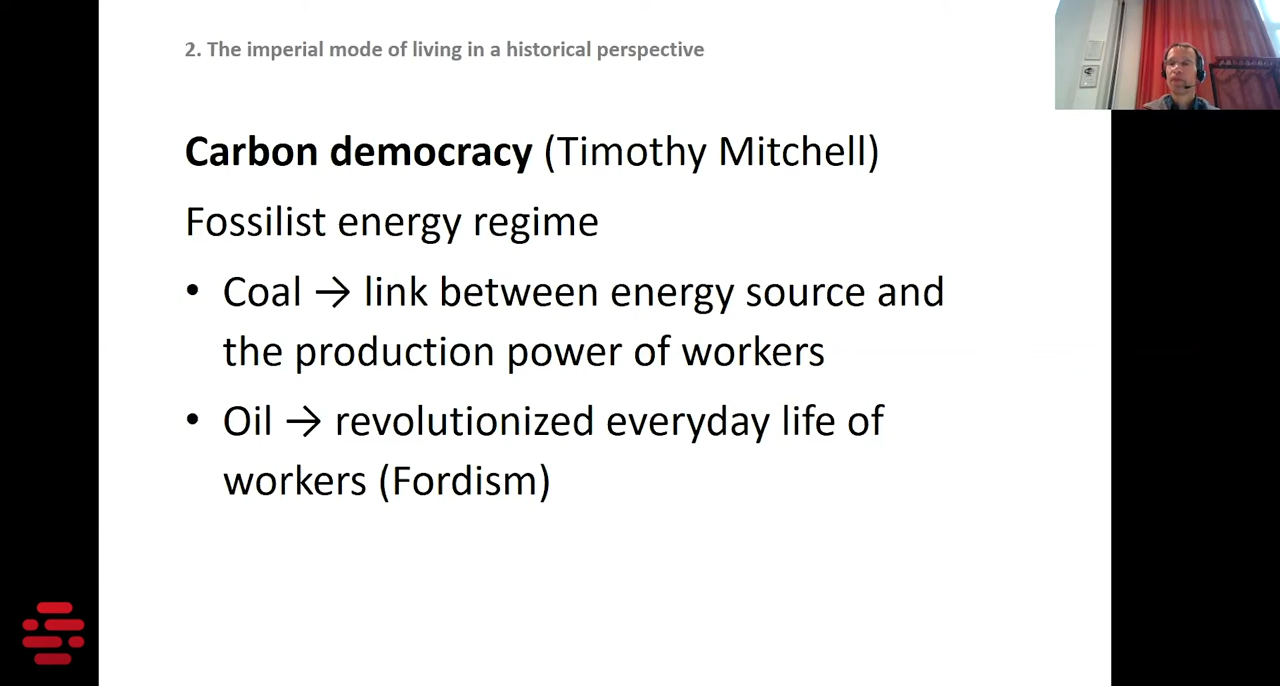 2. The imperial mode of living in a historical perspective
Carbon democracy (Timothy Mitchell)
Fossilist energy regime
• Coal → link between energy source and
the production power of workers
• Oil → revolutionized everyday life of
workers (Fordism)